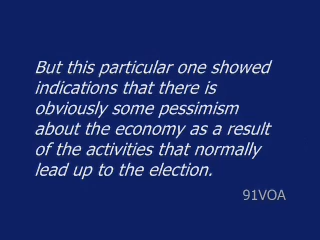 But this particular one showed
indications that there is
obviously some pessimism
about the economy as a result
of the activities that normally
lead up to the election.
91VOA